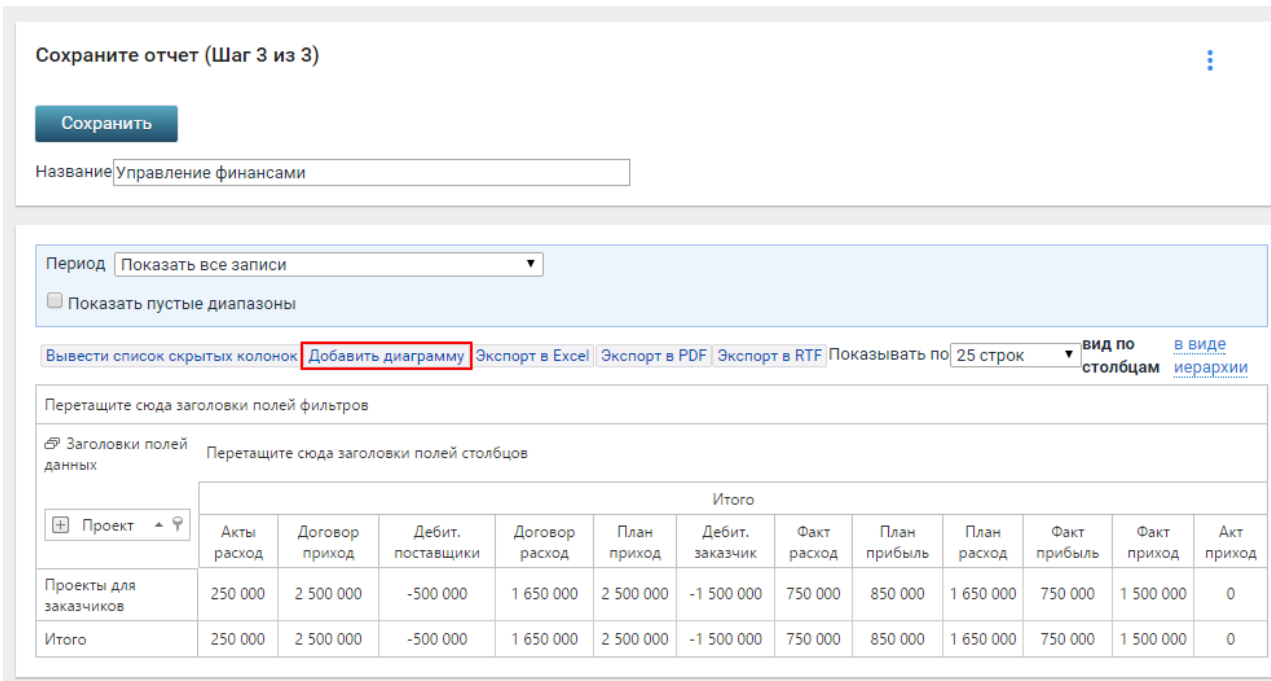 Сохраните отчет (Шаг 3 из 3)
Сохранить
Название Управление финансами
Период Показать все записи
Показать пустые диапазоны
Вывести список скрытых колонок Добавить диаграмму Экспорт в Excel Экспорт в PDF Экспорт в RTF Показывать по 25 строк вид по столбцам в виде иерархии
Перетащите сюда заголовки полей фильтров
Заголовки полей данных Перетащите сюда заголовки полей столбцов
Итого
Проект Акты расход Договор приход Дебит. поставщики Договор расход План приход Дебит. заказчик Факт расход План прибыль План расход Факт прибыль Факт приход Акт приход
Проекты для заказчиков 250 000 2 500 000 -500 000 1 650 000 2 500 000 -1 500 000 750 000 850 000 1 650 000 750 000 1 500 000 0
Итого 250 000 2 500 000 -500 000 1 650 000 2 500 000 -1 500 000 750 000 850 000 1 650 000 750 000 1 500 000 0